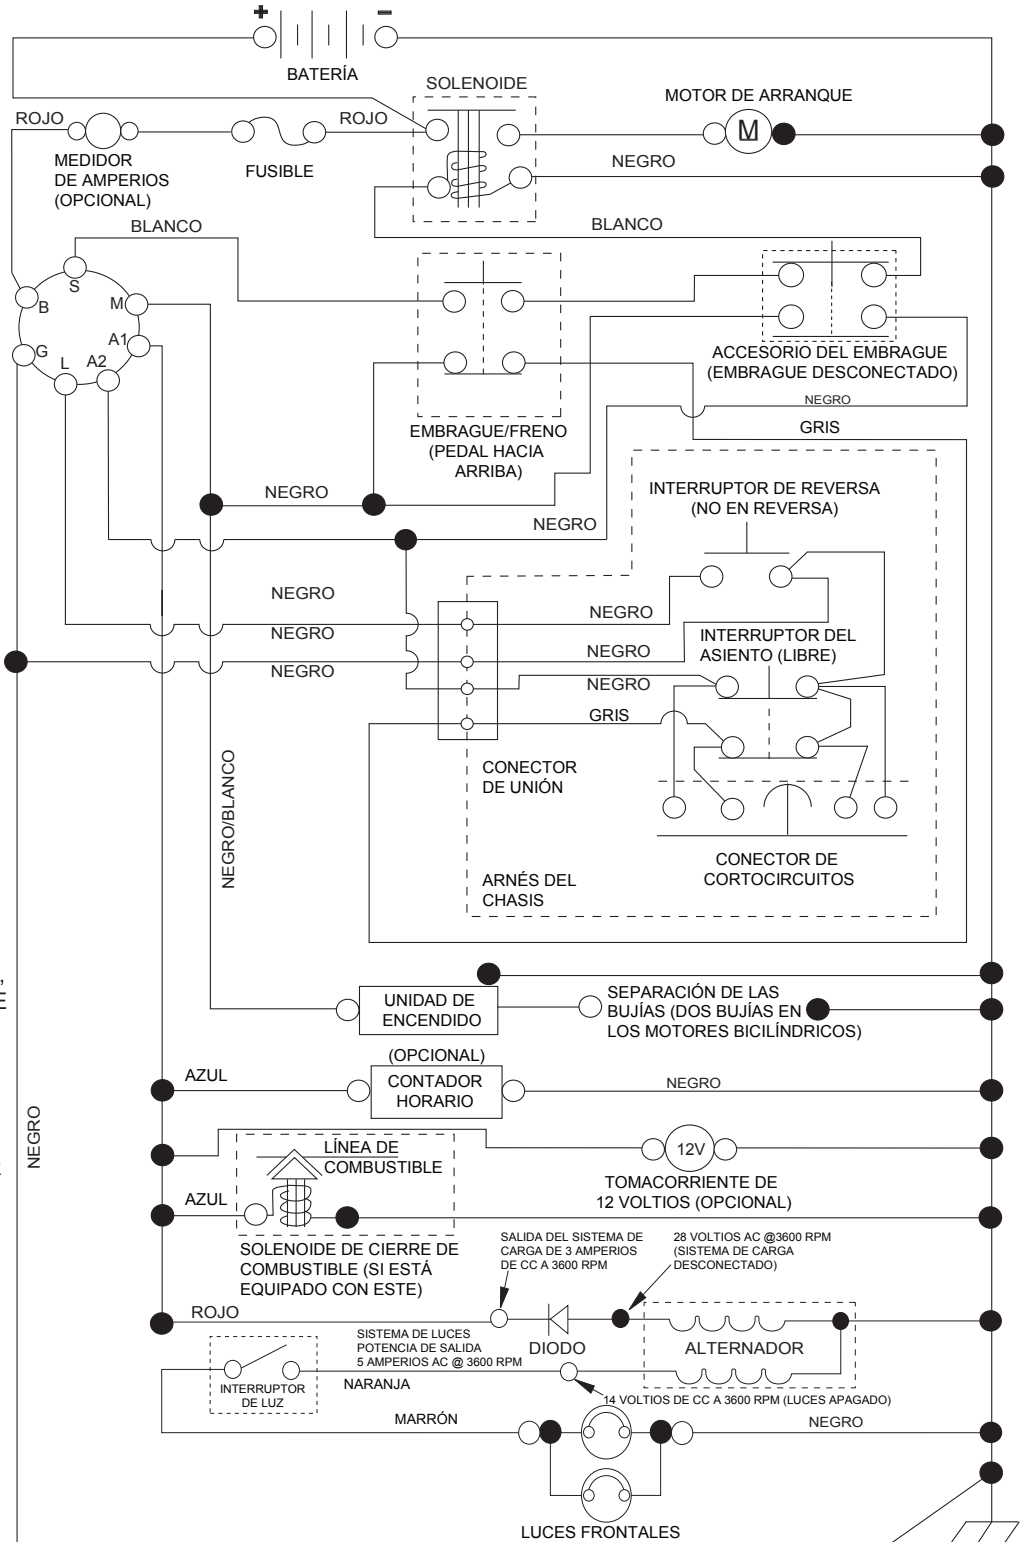 + -
BATERÍA
SOLENOIDE
MOTOR DE ARRANQUE
M
ROJO
ROJO
MEDIDOR
DE AMPERIOS
(OPCIONAL)
FUSIBLE
NEGRO
BLANCO
BLANCO
S
B
M
G
A1
L
A2
ACCESORIO DEL EMBRAGUE
(EMBRAGUE DESCONECTADO)
NEGRO
GRIS
EMBRAGUE/FRENO
(PEDAL HACIA
ARRIBA)
NEGRO
NEGRO
INTERRUPTOR DE REVERSA
(NO EN REVERSA)
NEGRO
NEGRO
NEGRO
NEGRO
NEGRO
NEGRO
GRIS
INTERRUPTOR DEL
ASIENTO (LIBRE)
CONECTOR
DE UNIÓN
NEGRO/BLANCO
CONECTOR DE
CORTOCIRCUITOS
ARNÉS DEL
CHASIS
UNIDAD DE
ENCENDIDO
SEPARACIÓN DE LAS
BUJÍAS (DOS BUJÍAS EN
LOS MOTORES BICILÍNDRICOS)
(OPCIONAL)
AZUL
CONTADOR
HORARIO
NEGRO
NEGRO
LÍNEA DE
COMBUSTIBLE
12V
TOMACORRIENTE DE
12 VOLTIOS (OPCIONAL)
AZUL
SOLENOIDE DE CIERRE DE
COMBUSTIBLE (SI ESTÁ
EQUIPADO CON ESTE)
SALIDA DEL SISTEMA DE
CARGA DE 3 AMPERIOS
DE CC A 3600 RPM
28 VOLTIOS AC @3600 RPM
(SISTEMA DE CARGA
DESCONECTADO)
ROJO
DIODO
ALTERNADOR
SISTEMA DE LUCES
POTENCIA DE SALIDA
5 AMPERIOS AC @ 3600 RPM
INTERRUPTOR
DE LUZ
NARANJA
14 VOLTIOS DE CC A 3600 RPM (LUCES APAGADO)
MARRÓN
NEGRO
LUCES FRONTALES